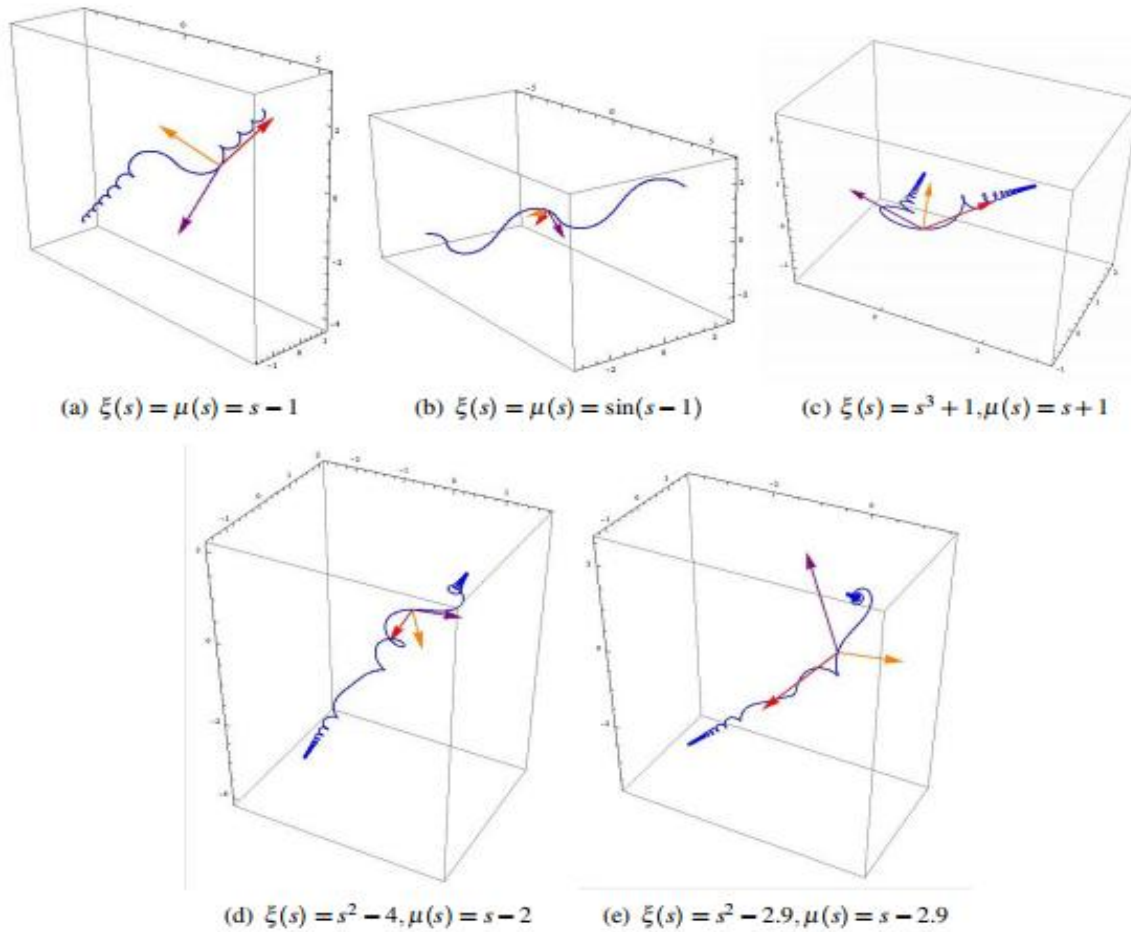 (a) ξ(s) = μ(s) = s − 1
(b) ξ(s) = μ(s) = sin(s − 1)
(c) ξ(s) = s³ + 1, μ(s) = s + 1
(d) ξ(s) = s² − 4, μ(s) = s − 2
(e) ξ(s) = s² − 2.9, μ(s) = s − 2.9